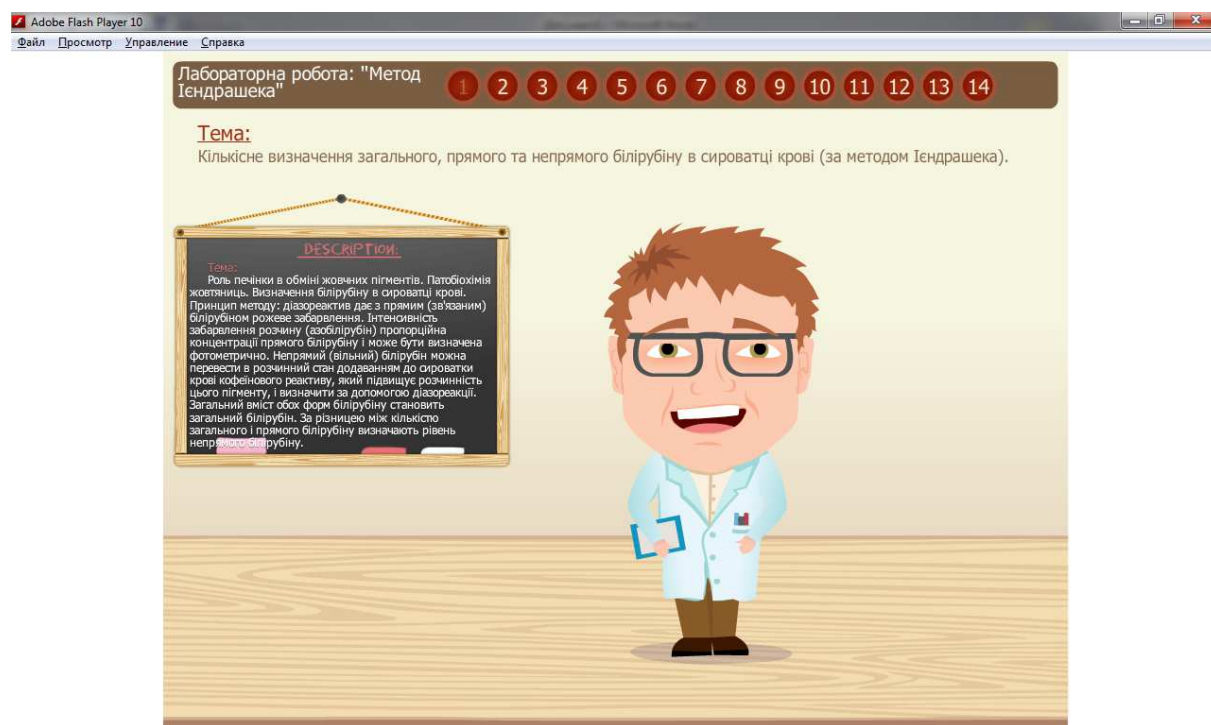 Adobe Flash Player 10
Файл Просмотр Управление Справка
Лабораторна робота: "Метод
Ієндрашека"
1 2 3 4 5 6 7 8 9 10 11 12 13 14
Тема:
Кількісне визначення загального, прямого та непрямого білірубіну в сироватці крові (за методом Ієндрашека).
DESCRIPTION:
Тема:
Роль печінки в обміні жовчних пігментів. Патобіохімія
жовтяниць. Визначення білірубіну в сироватці крові.
Принцип методу: діазореактив дає з прямим (зв'язаним)
білірубіном рожеве забарвлення. Інтенсивність
забарвлення розчину (азобілірубін) пропорційна
концентрації прямого білірубіну і може бути визначена
фотометрично. Непрямий (вільний) білірубін можна
перевести в розчинний стан додаванням до сироватки
крові кофеїнового реактиву, який підвищує розчинність
цього пігменту, і визначити за допомогою діазореакції.
Загальний вміст обох форм білірубіну становить
загальний білірубін. За різницею між кількістю
загального і прямого білірубіну визначають рівень
непрямого білірубіну.